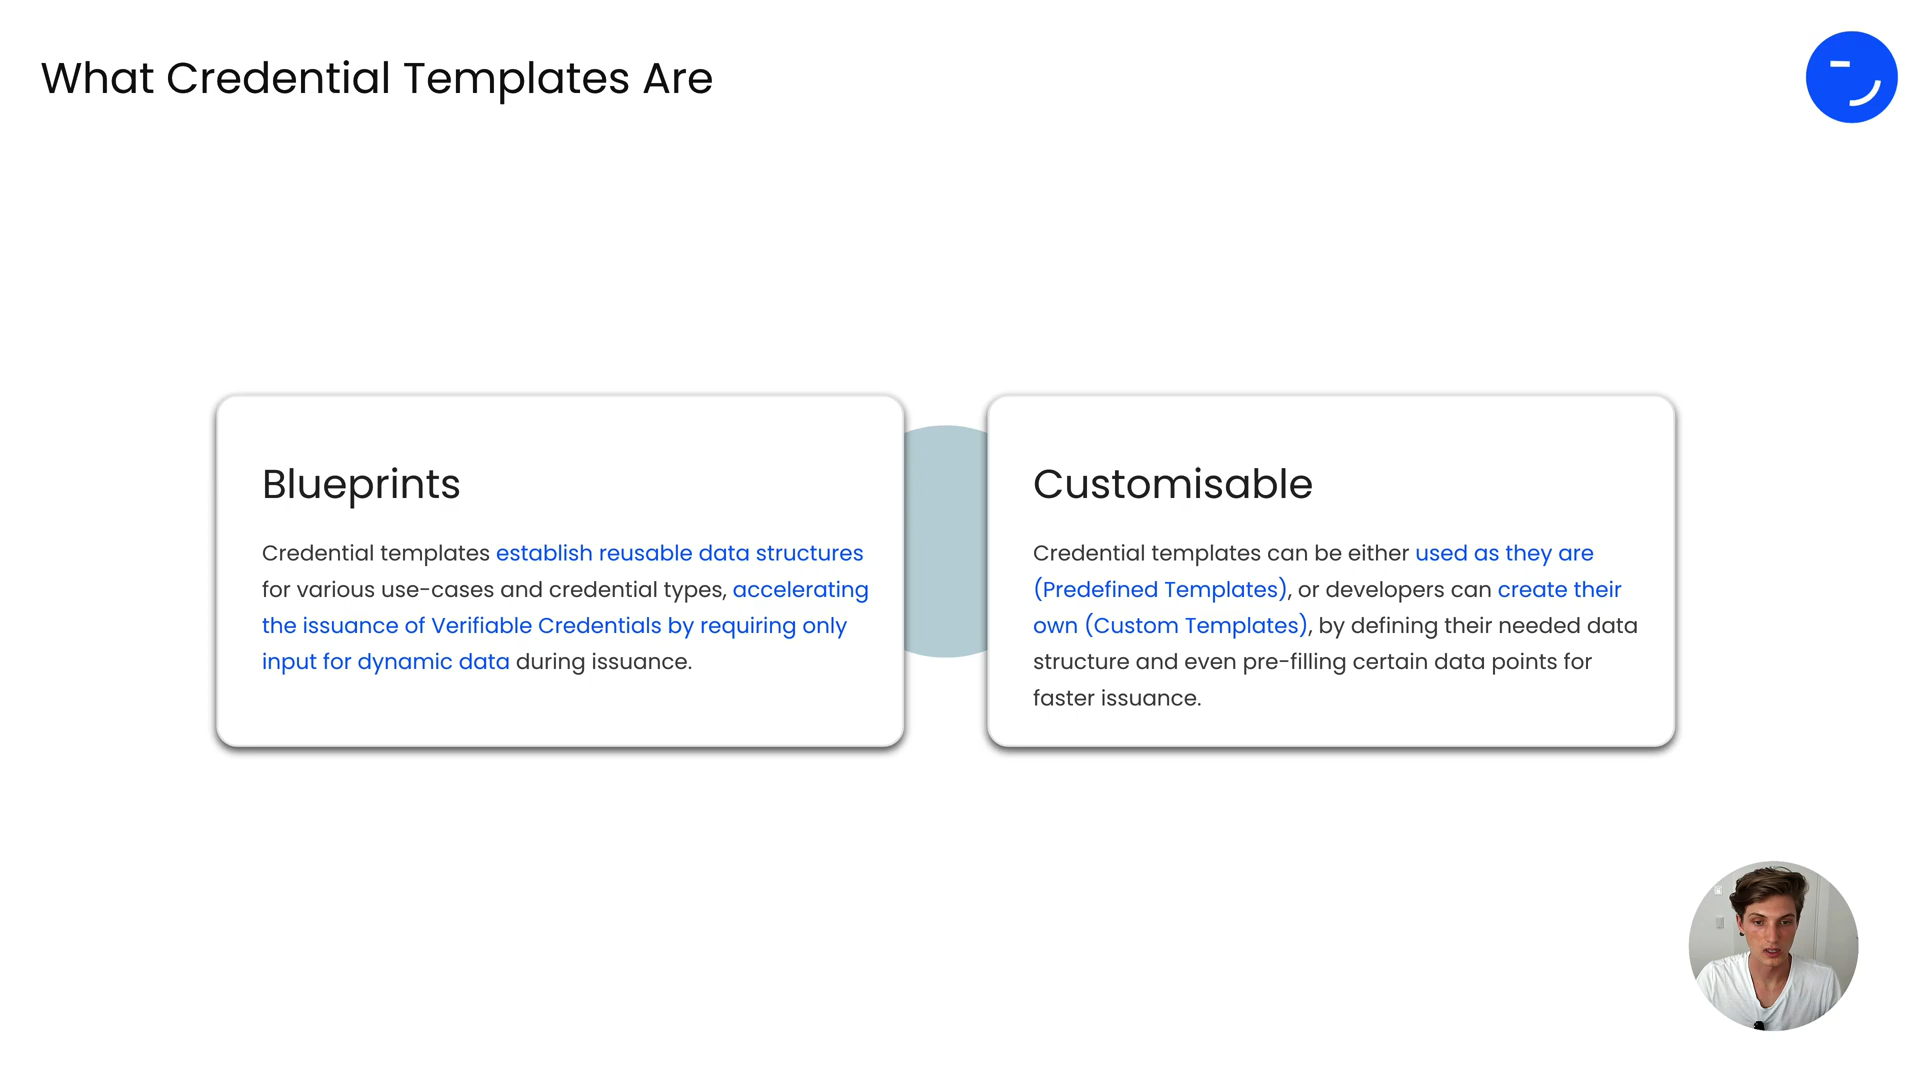 What Credential Templates Are
Blueprints
Credential templates establish reusable data structures
for various use-cases and credential types, accelerating
the issuance of Verifiable Credentials by requiring only
input for dynamic data during issuance.
Customisable
Credential templates can be either used as they are
(Predefined Templates), or developers can create their
own (Custom Templates), by defining their needed data
structure and even pre-filling certain data points for
faster issuance.